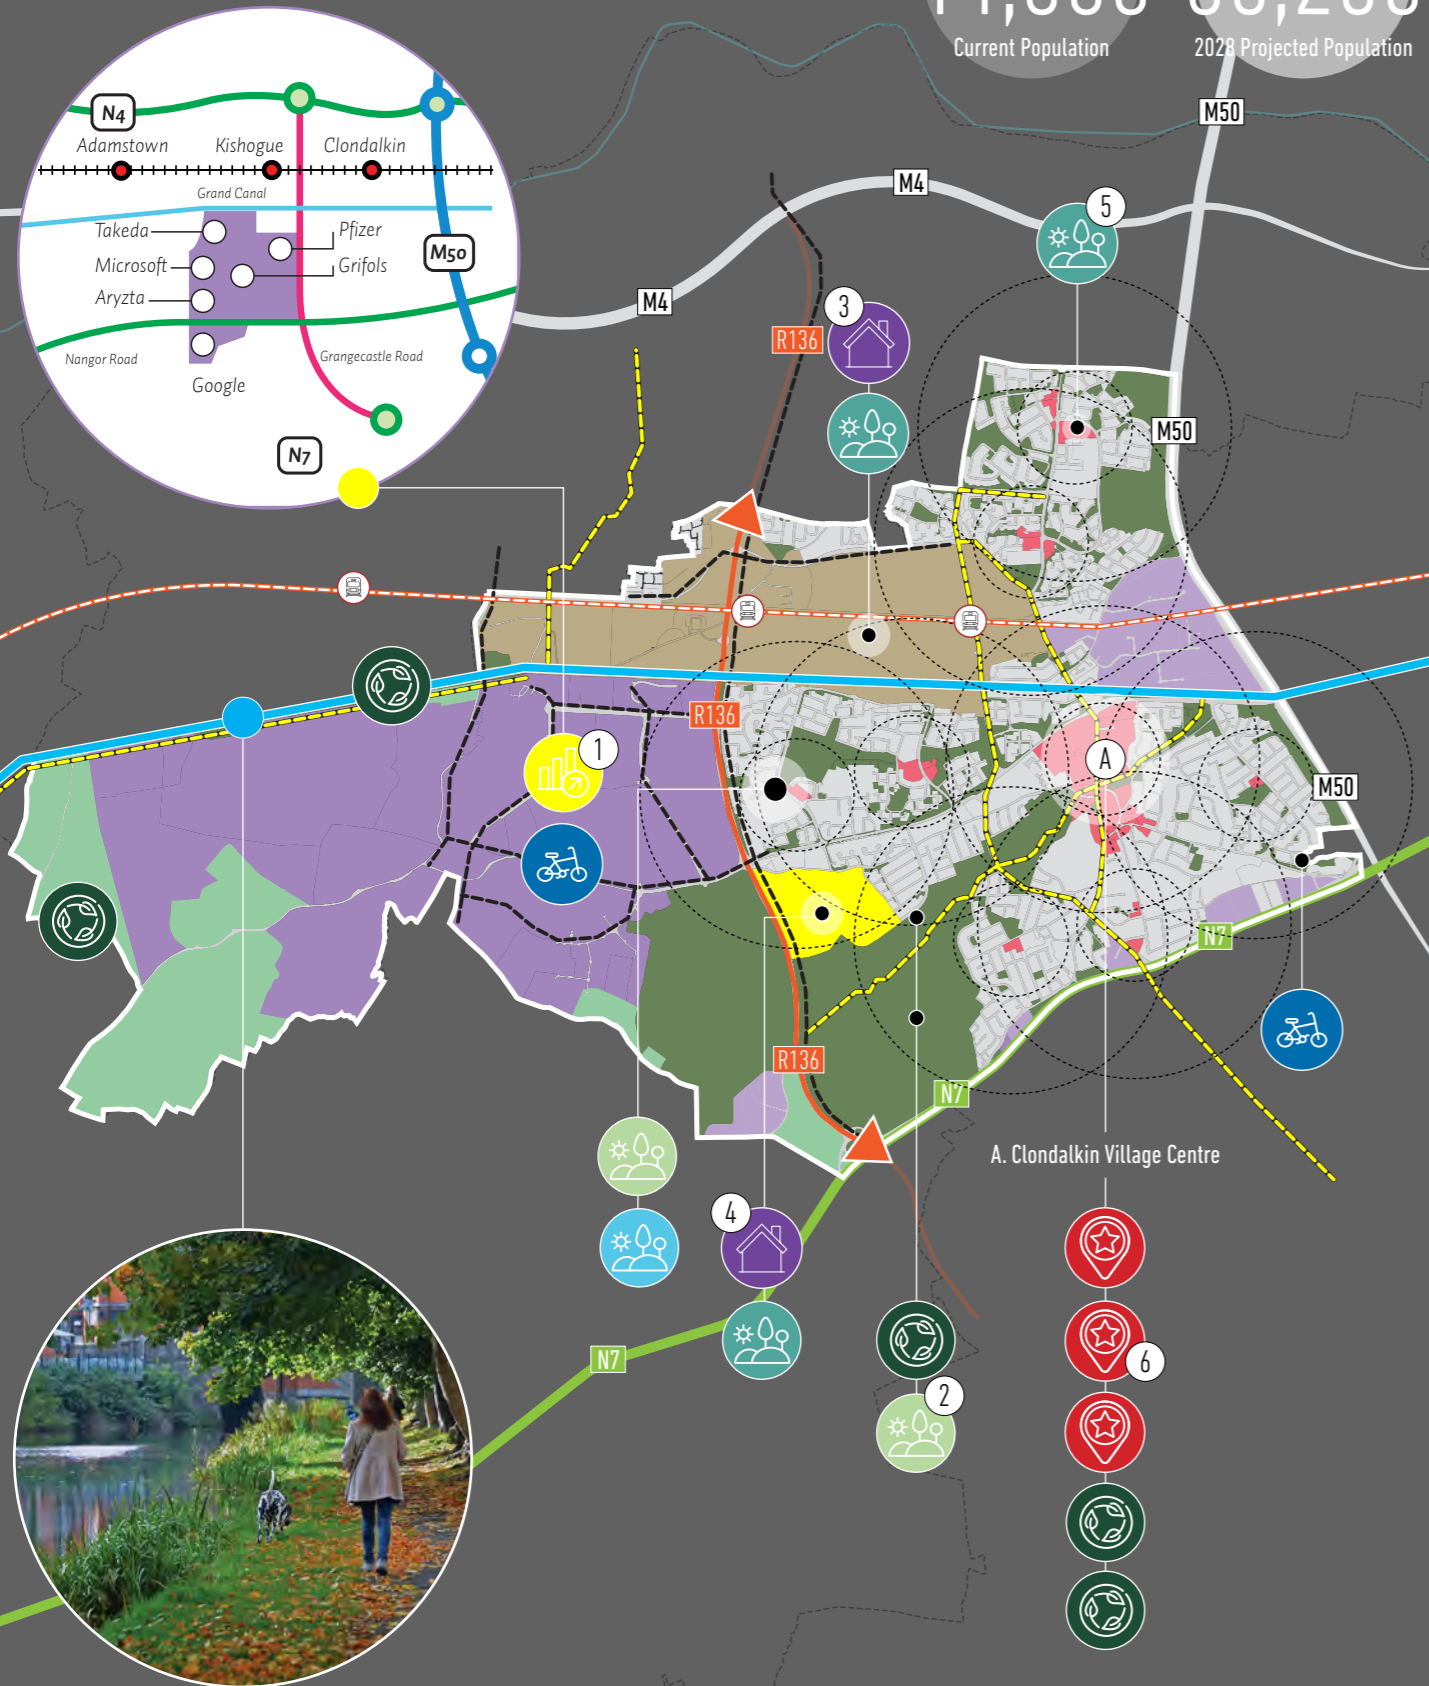 Current Population
2028 Projected Population
N4
Adamstown
Kishogue
Clondalkin
Grand Canal
Takeda
Pfizer
Microsoft
Grifols
M50
Aryzta
Nangor Road
Grangecastle Road
Google
N7
M50
M4
5
M4
3
R136
M50
R136
1
A
M50
N7
R136
N7
A. Clondalkin Village Centre
4
6
N7
2